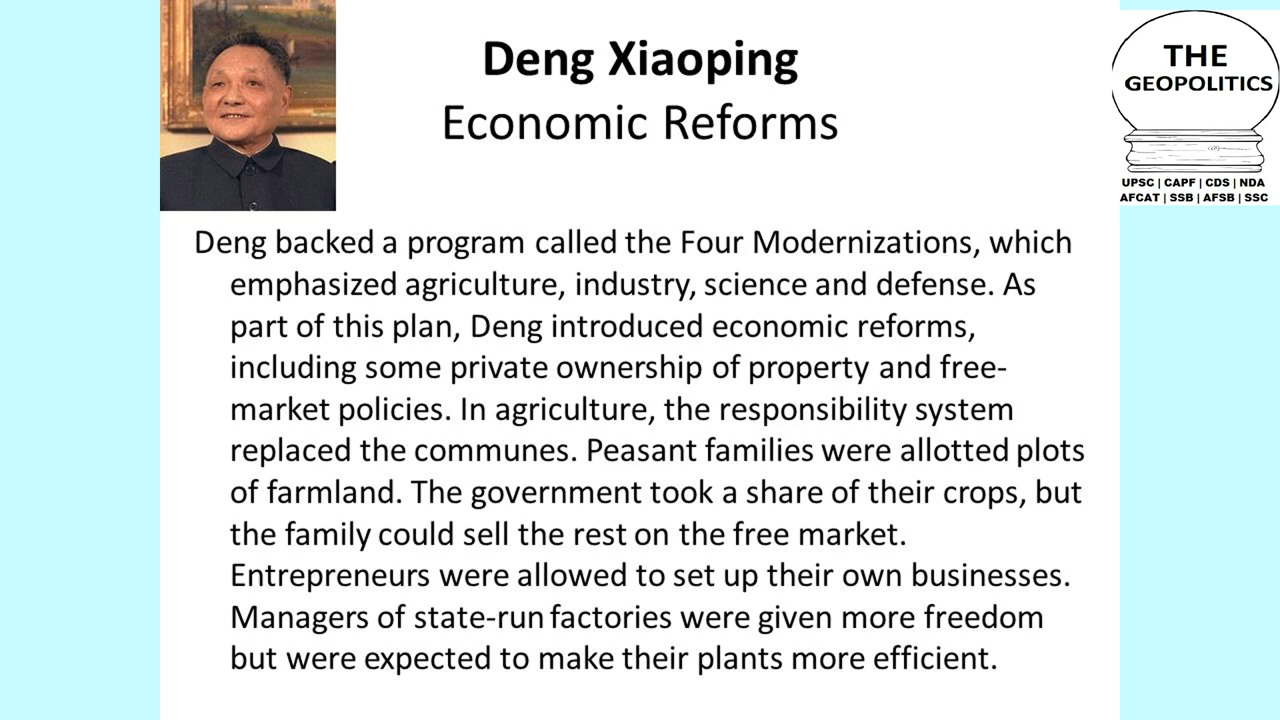 Deng Xiaoping
Economic Reforms
THE
GEOPOLITICS
UPSC | CAPF | CDS | NDA
AFCAT | SSB | AFSB | SSC
Deng backed a program called the Four Modernizations, which
emphasized agriculture, industry, science and defense. As
part of this plan, Deng introduced economic reforms,
including some private ownership of property and free-
market policies. In agriculture, the responsibility system
replaced the communes. Peasant families were allotted plots
of farmland. The government took a share of their crops, but
the family could sell the rest on the free market.
Entrepreneurs were allowed to set up their own businesses.
Managers of state-run factories were given more freedom
but were expected to make their plants more efficient.